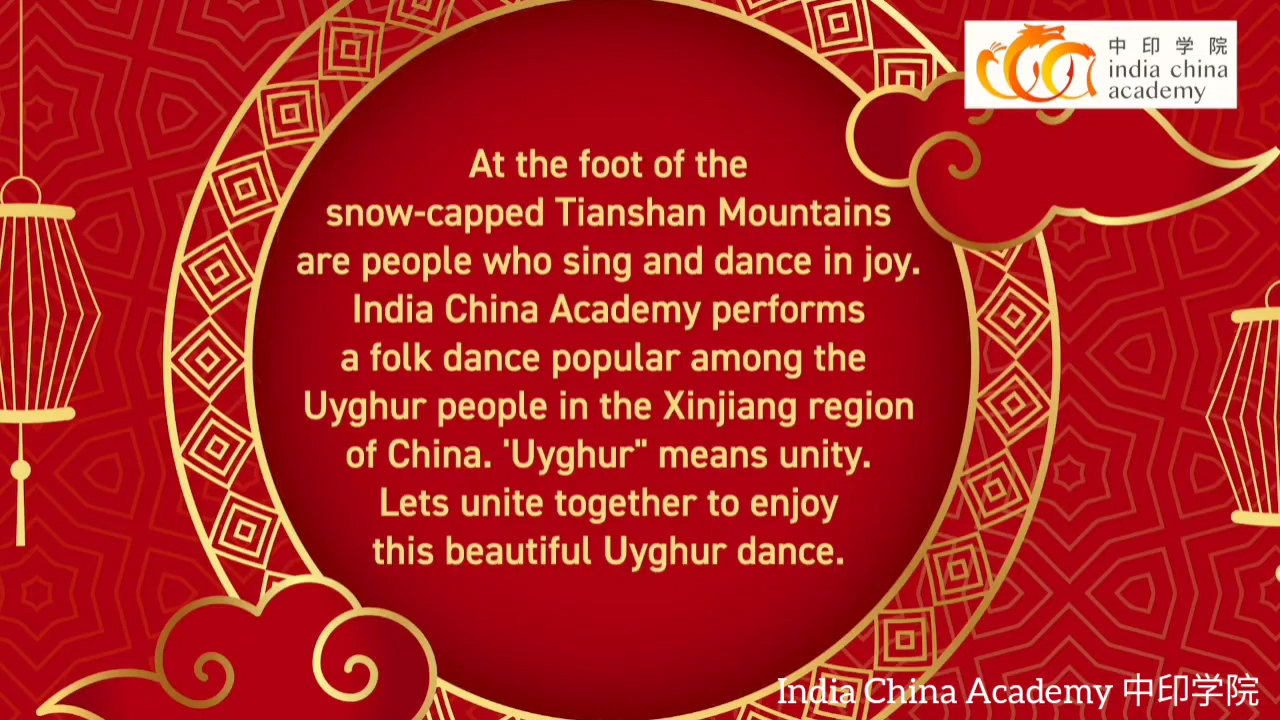 中印学院
india china
academy
At the foot of the
snow-capped Tianshan Mountains
are people who sing and dance in joy.
India China Academy performs
a folk dance popular among the
Uyghur people in the Xinjiang region
of China. 'Uyghur" means unity.
Lets unite together to enjoy
this beautiful Uyghur dance.
India China Academy 中印学院